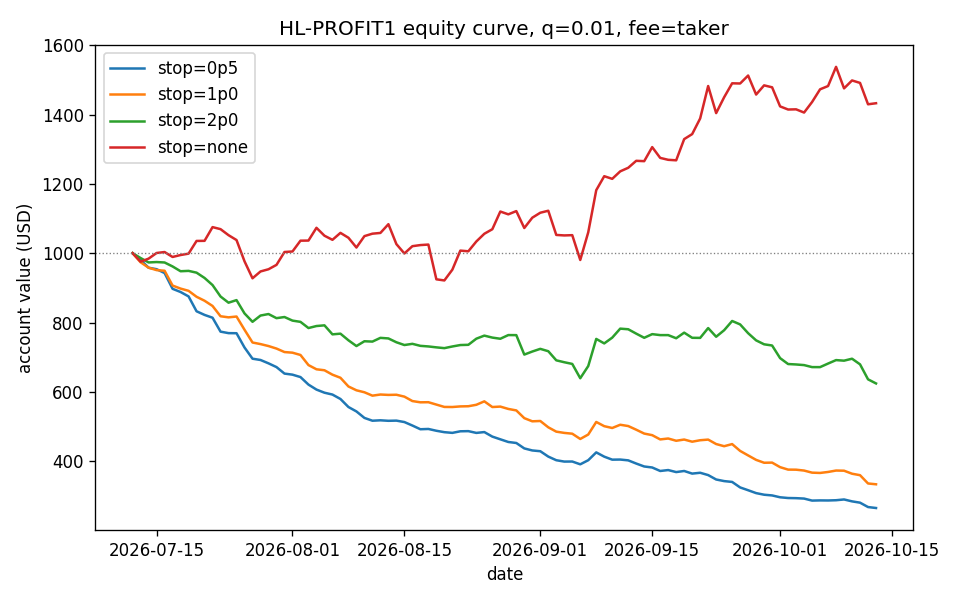 HL-PROFIT1 equity curve, q=0.01, fee=taker
stop=0p5
stop=1p0
stop=2p0
stop=none
account value (USD)
1600
1400
1200
1000
800
600
400
2026-07-15 2026-08-01 2026-08-15 2026-09-01 2026-09-15 2026-10-01 2026-10-15
date